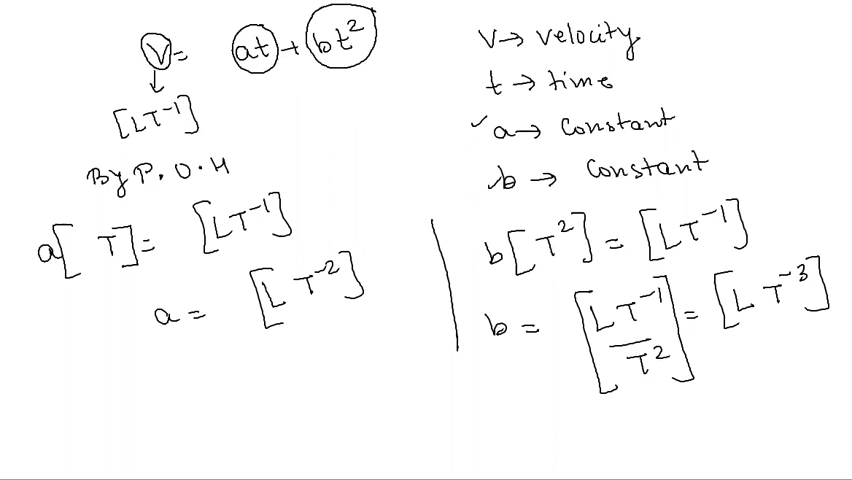 V = at + bt²
[LT⁻¹]
By P.O.H
a[T] = [LT⁻¹]
a = [LT⁻²]
V → velocity
t → time
✓a → Constant
✓b → Constant
b[T²] = [LT⁻¹]
b = [LT⁻¹/T²] = [LT⁻³]